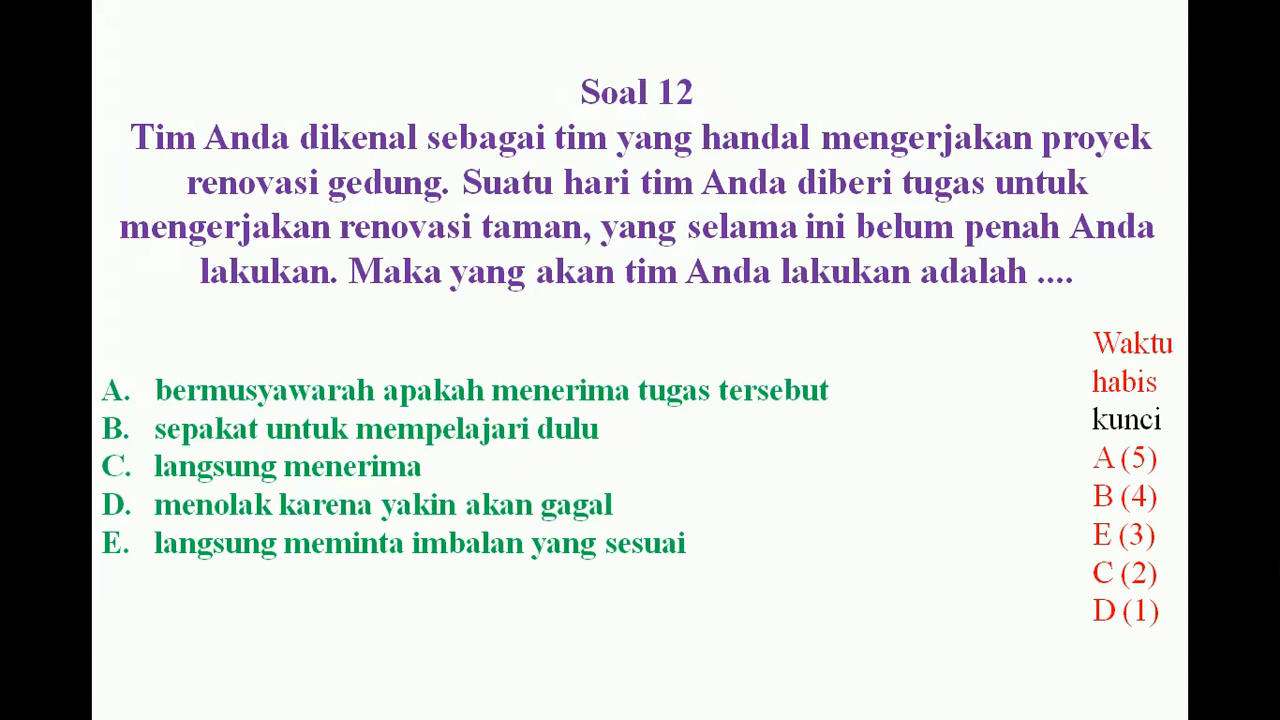 Soal 12
Tim Anda dikenal sebagai tim yang handal mengerjakan proyek
renovasi gedung. Suatu hari tim Anda diberi tugas untuk
mengerjakan renovasi taman, yang selama ini belum penah Anda
lakukan. Maka yang akan tim Anda lakukan adalah ....
A. bermusyawarah apakah menerima tugas tersebut
B. sepakat untuk mempelajari dulu
C. langsung menerima
D. menolak karena yakin akan gagal
E. langsung meminta imbalan yang sesuai
Waktu
habis
kunci
A (5)
B (4)
E (3)
C (2)
D (1)